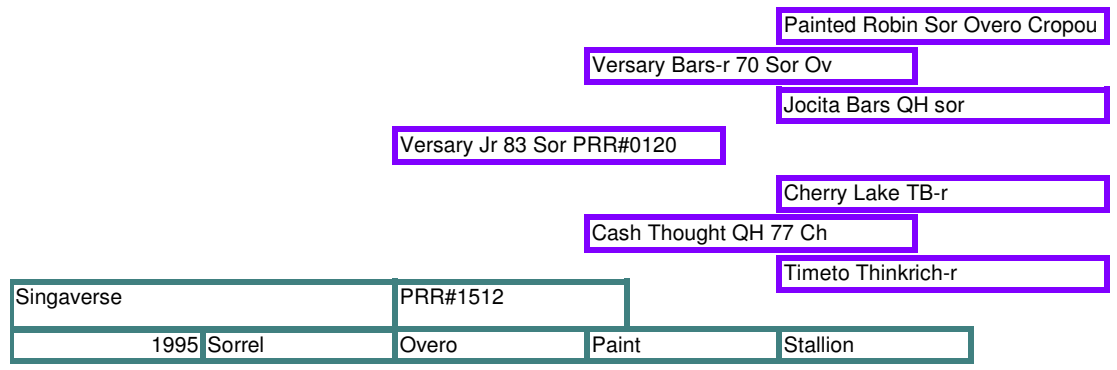 Painted Robin Sor Overo Cropou
Versary Bars-r 70 Sor Ov
Jocita Bars QH sor
Versary Jr 83 Sor PRR#0120
Cherry Lake TB-r
Cash Thought QH 77 Ch
Timeto Thinkrich-r
Singaverse PRR#1512
1995 Sorrel Overo Paint Stallion